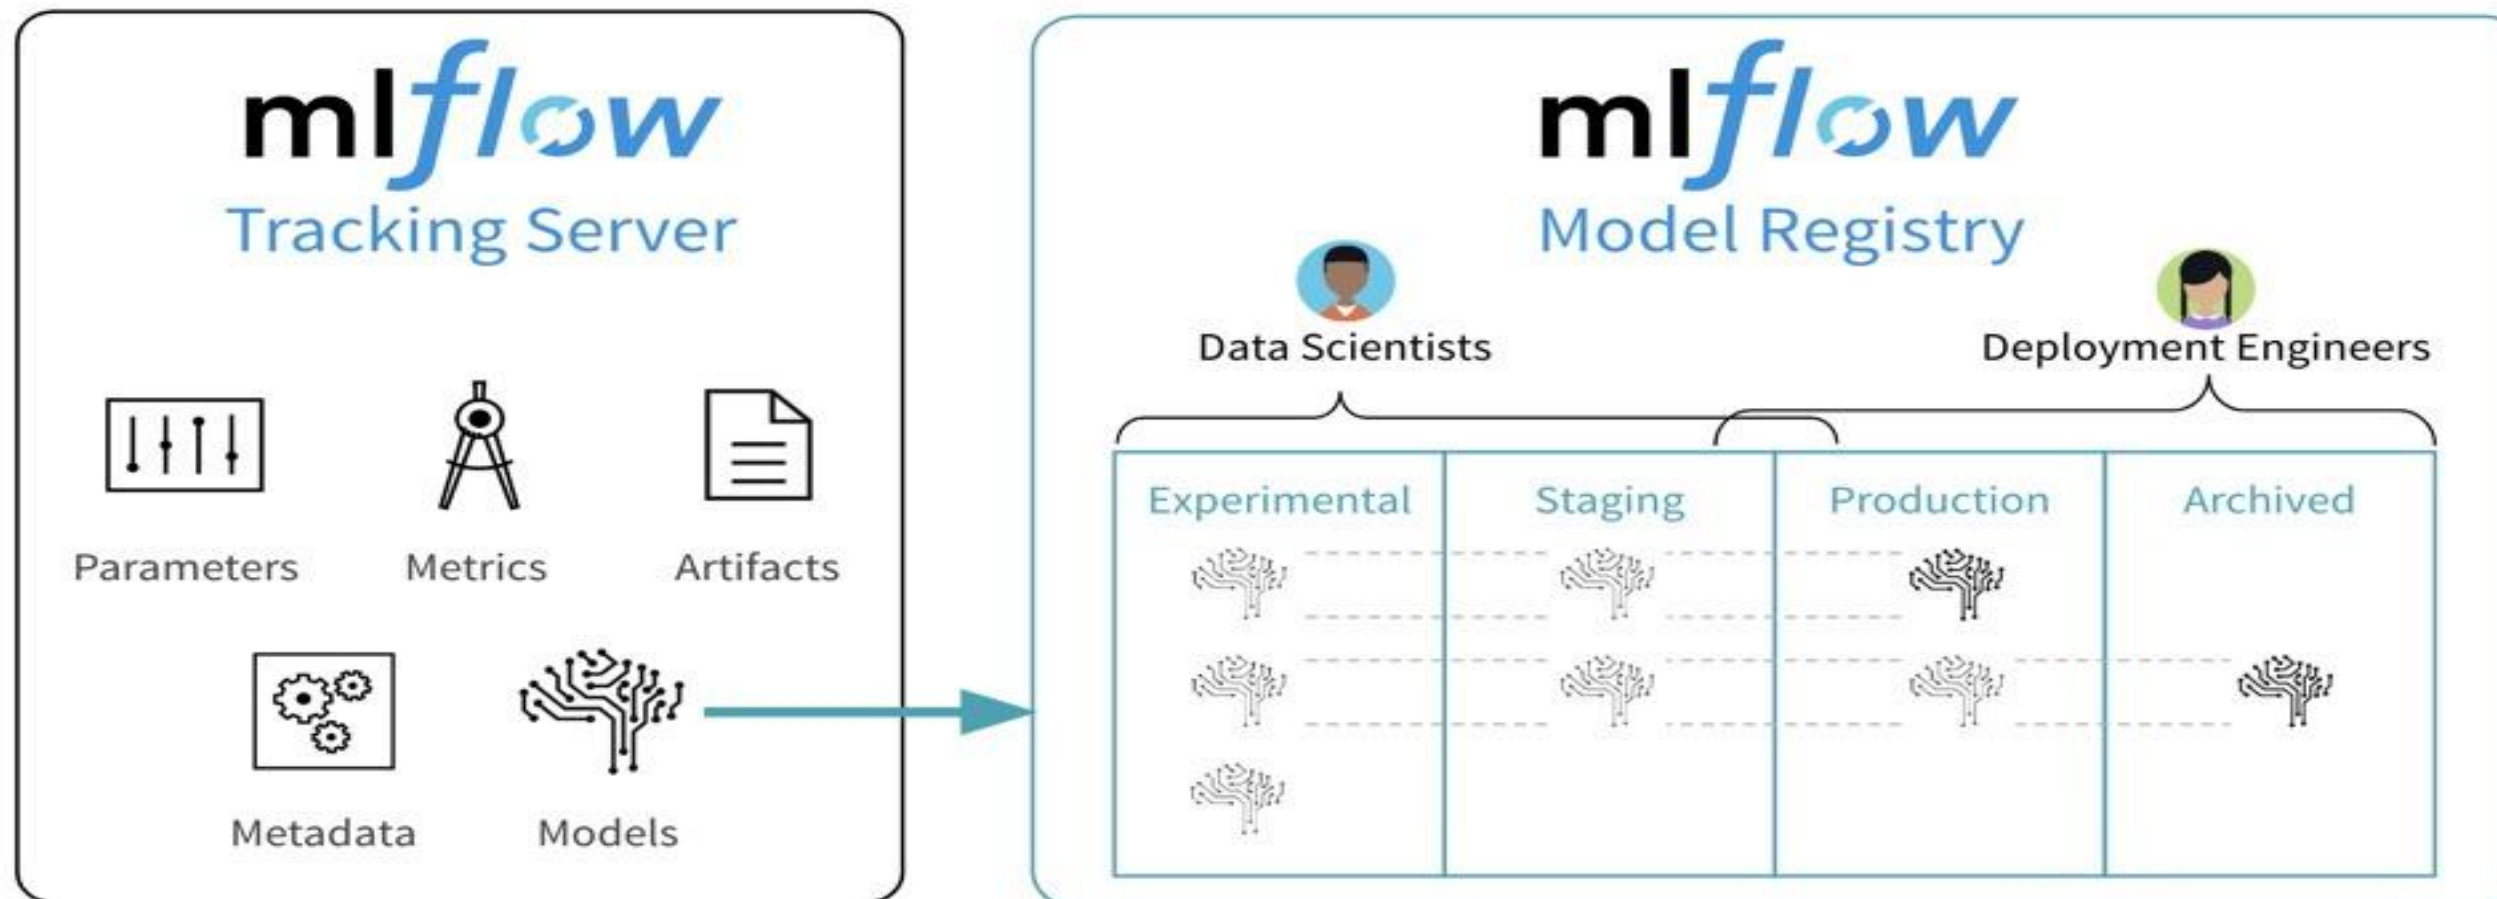 mlflow
Tracking Server
Parameters
Metrics
Artifacts
Metadata
Models
mlflow
Model Registry
Data Scientists
Deployment Engineers
Experimental
Staging
Production
Archived